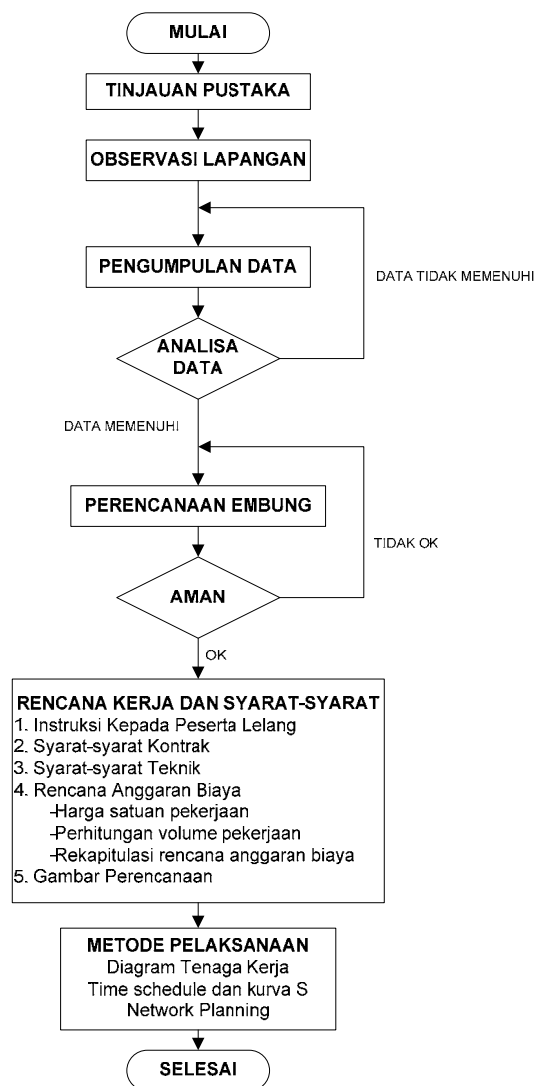 MULAI
TINJAUAN PUSTAKA
OBSERVASI LAPANGAN
PENGUMPULAN DATA
DATA TIDAK MEMENUHI
ANALISA
DATA
DATA MEMENUHI
PERENCANAAN EMBUNG
TIDAK OK
AMAN
OK
RENCANA KERJA DAN SYARAT-SYARAT
1. Instruksi Kepada Peserta Lelang
2. Syarat-syarat Kontrak
3. Syarat-syarat Teknik
4. Rencana Anggaran Biaya
-Harga satuan pekerjaan
-Perhitungan volume pekerjaan
-Rekapitulasi rencana anggaran biaya
5. Gambar Perencanaan
METODE PELAKSANAAN
Diagram Tenaga Kerja
Time schedule dan kurva S
Network Planning
SELESAI